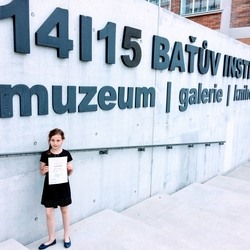 14|15 BAŤŮV INST
muzeum | galerie | knih